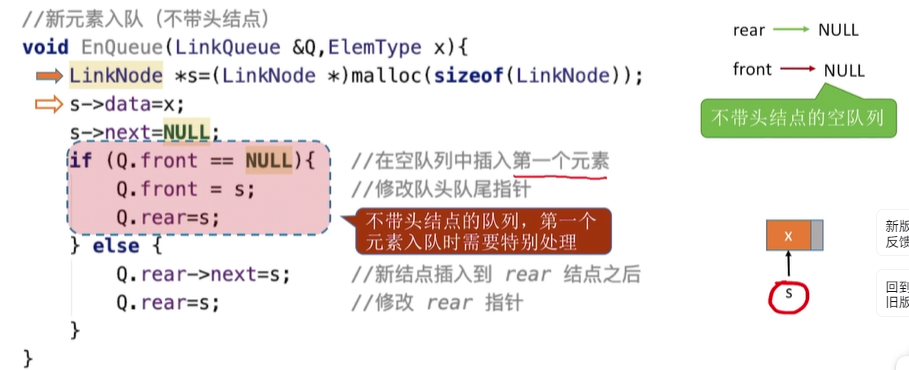 //新元素入队（不带头结点）
void EnQueue(LinkQueue &Q,ElemType x){
LinkNode *s=(LinkNode *)malloc(sizeof(LinkNode));
s->data=x;
s->next=NULL;
if (Q.front == NULL){ //在空队列中插入第一个元素
Q.front = s; //修改队头队尾指针
Q.rear=s;
不带头结点的队列，第一个
元素入队时需要特别处理
} else {
Q.rear->next=s; //新结点插入到 rear 结点之后
Q.rear=s; //修改 rear 指针
}
}
rear NULL
front NULL
不带头结点的空队列
x
s
新版
反馈
回到
旧版